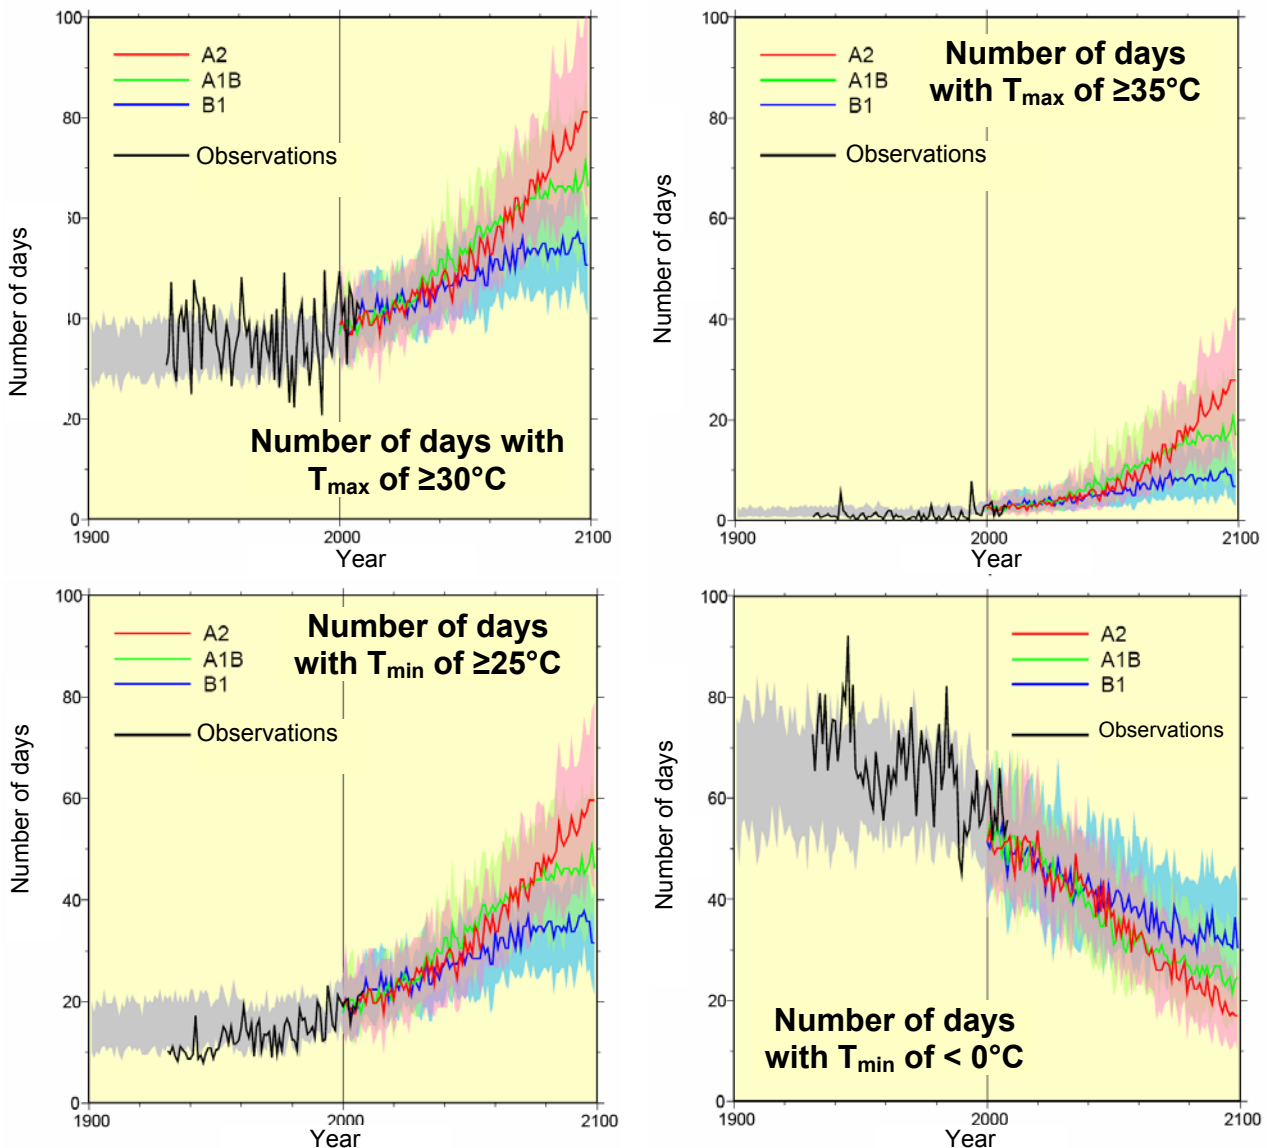 100
80
60
40
20
0
1900
2000
2100
Number of days
Year
A2
A1B
B1
Observations
Number of days with
Tmax of ≥30°C
100
80
60
40
20
0
1900
2000
2100
Number of days
Year
A2
A1B
B1
Observations
Number of days
with Tmax of ≥35°C
100
80
60
40
20
0
1900
2000
2100
Number of days
Year
A2
A1B
B1
Observations
Number of days
with Tmin of ≥25°C
100
80
60
40
20
0
1900
2000
2100
Number of days
Year
A2
A1B
B1
Observations
Number of days
with Tmin of < 0°C